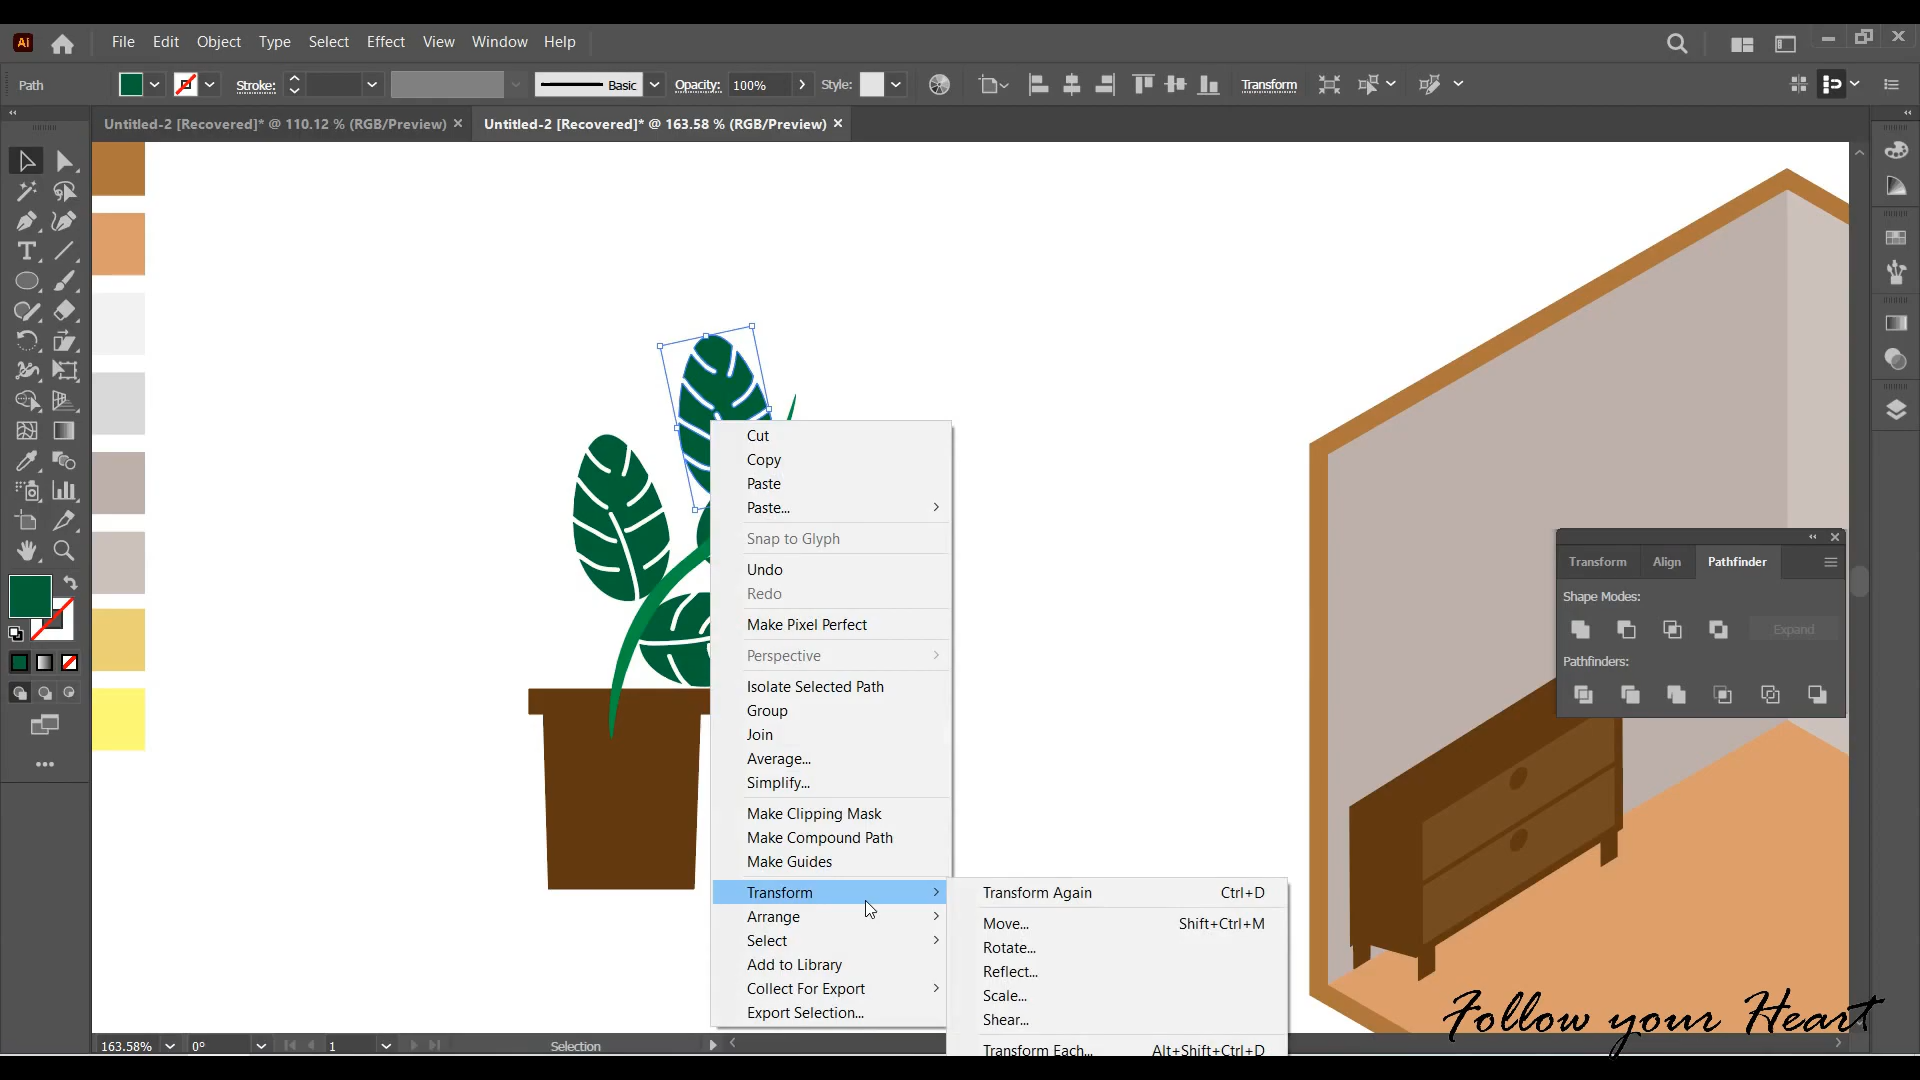 Ai
File Edit Object Type Select Effect View Window Help
Path Stroke: Basic Opacity: 100% Style: Transform
Untitled-2 [Recovered]* @ 110.12 % (RGB/Preview) Untitled-2 [Recovered]* @ 163.58 % (RGB/Preview)
Cut
Copy
Paste
Paste...
Snap to Glyph
Undo
Redo
Make Pixel Perfect
Perspective
Isolate Selected Path
Group
Join
Average...
Simplify...
Make Clipping Mask
Make Compound Path
Make Guides
Transform
Arrange
Select
Add to Library
Collect For Export
Export Selection...
Transform Again Ctrl+D
Move... Shift+Ctrl+M
Rotate...
Reflect...
Scale...
Shear...
Transform Each... Alt+Shift+Ctrl+D
Transform Align Pathfinder
Shape Modes:
Expand
Pathfinders:
Follow your Heart
163.58% 0° 1 Selection